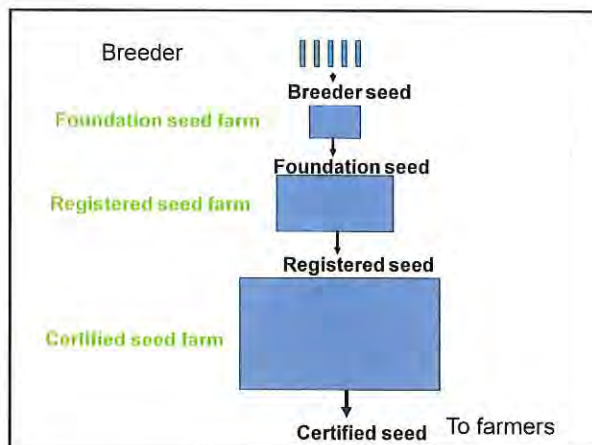 Breeder
Breeder seed
Foundation seed farm
Foundation seed
Registered seed farm
Registered seed
Certified seed farm
Certified seed
To farmers